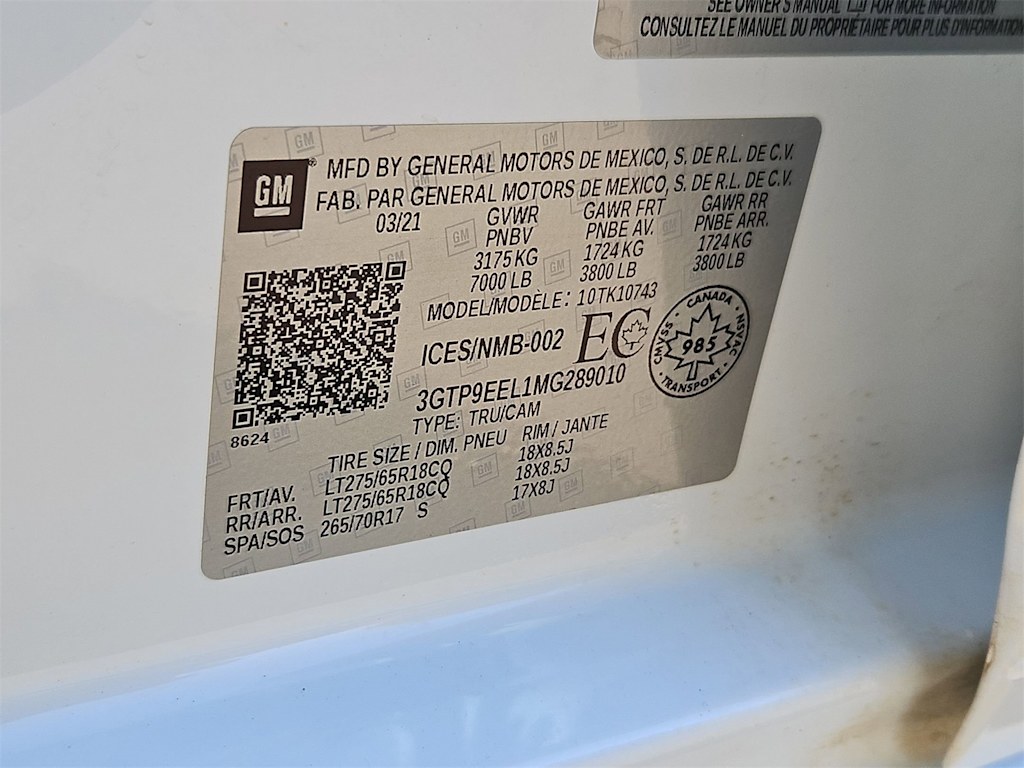 SEE OWNER'S MANUAL FOR MORE INFORMATION
CONSULTEZ LE MANUEL DU PROPRIÉTAIRE POUR PLUS D'INFORMATION
GM®
MFD BY GENERAL MOTORS DE MEXICO, S. DE R.L. DE C.V.
FAB. PAR GENERAL MOTORS DE MEXICO, S. DE R.L. DE C.V.
03/21 GVWR GAWR FRT GAWR RR
PNBV PNBE AV. PNBE ARR.
3175 KG 1724 KG 1724 KG
7000 LB 3800 LB 3800 LB
MODEL/MODÈLE: 10TK10743
ICES/NMB-002 EC
CANADA
CMVSS 985 NSVAC
TRANSPORT
3GTP9EEL1MG289010
TYPE: TRU/CAM
8624
TIRE SIZE / DIM. PNEU RIM / JANTE
FRT/AV. LT275/65R18CQ 18X8.5J
RR/ARR. LT275/65R18CQ 18X8.5J
SPA/SOS 265/70R17 S 17X8J